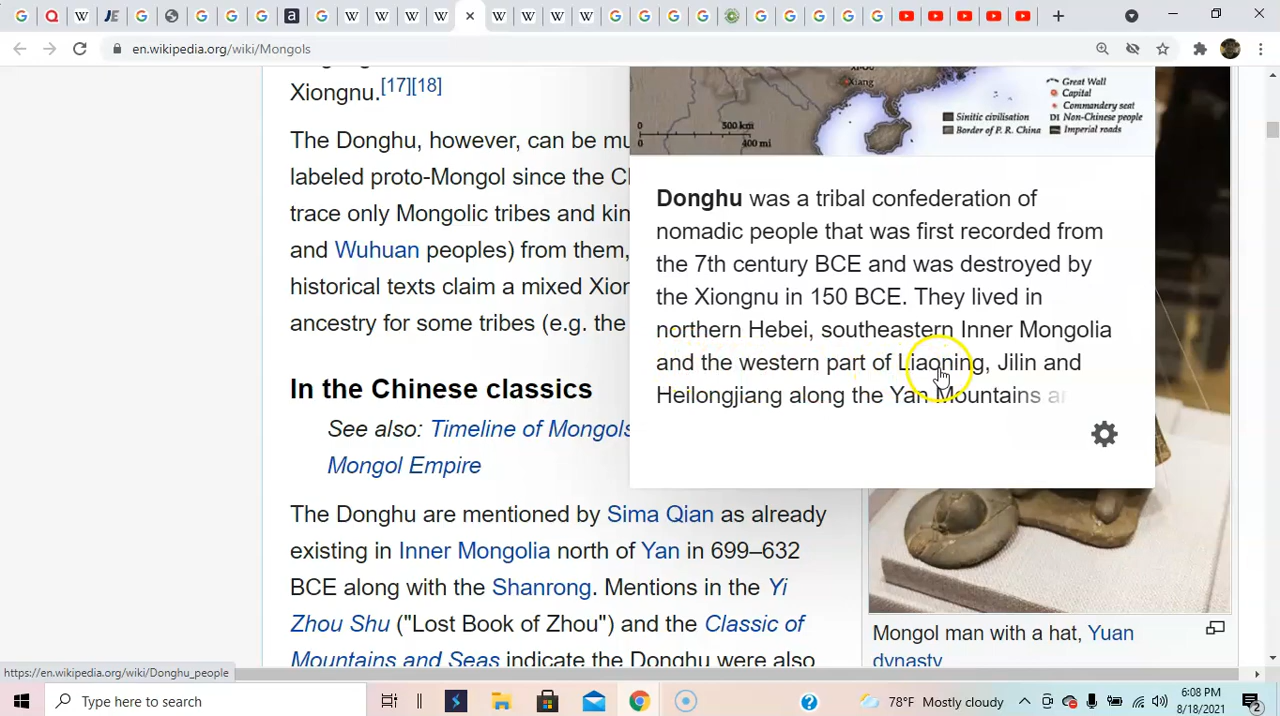 en.wikipedia.org/wiki/Mongols
Xiongnu.[17][18]
The Donghu, however, can be mu
labeled proto-Mongol since the C
trace only Mongolic tribes and kin
and Wuhuan peoples) from them,
historical texts claim a mixed Xion
ancestry for some tribes (e.g. the
In the Chinese classics
See also: Timeline of Mongols
Mongol Empire
The Donghu are mentioned by Sima Qian as already
existing in Inner Mongolia north of Yan in 699–632
BCE along with the Shanrong. Mentions in the Yi
Zhou Shu ("Lost Book of Zhou") and the Classic of
Mountains and Seas indicate the Donghu were also
Xiang
300 km
400 mi
Great Wall
Capital
Commandery seat
Sinitic civilisation
DI Non-Chinese people
Border of P. R. China
Imperial roads
Donghu was a tribal confederation of
nomadic people that was first recorded from
the 7th century BCE and was destroyed by
the Xiongnu in 150 BCE. They lived in
northern Hebei, southeastern Inner Mongolia
and the western part of Liaoning, Jilin and
Heilongjiang along the Yan Mountains
Mongol man with a hat, Yuan
dynasty
https://en.wikipedia.org/wiki/Donghu_people
Type here to search
78°F Mostly cloudy
6:08 PM
8/18/2021
2